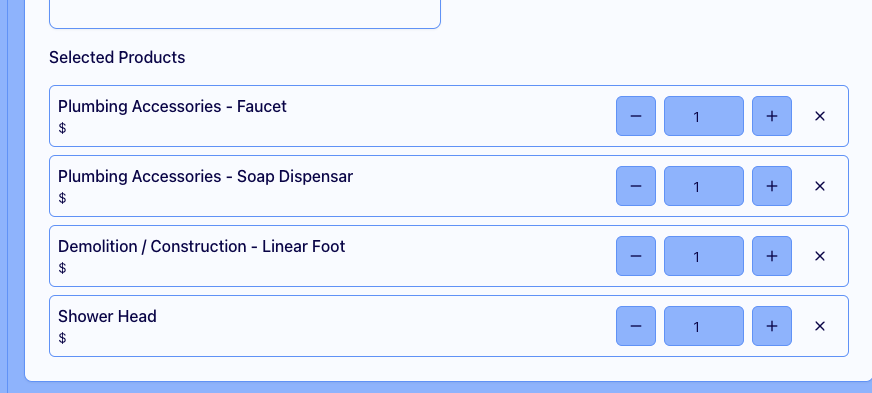 Selected Products
Plumbing Accessories - Faucet
$
− 1 + ×
Plumbing Accessories - Soap Dispensar
$
− 1 + ×
Demolition / Construction - Linear Foot
$
− 1 + ×
Shower Head
$
− 1 + ×